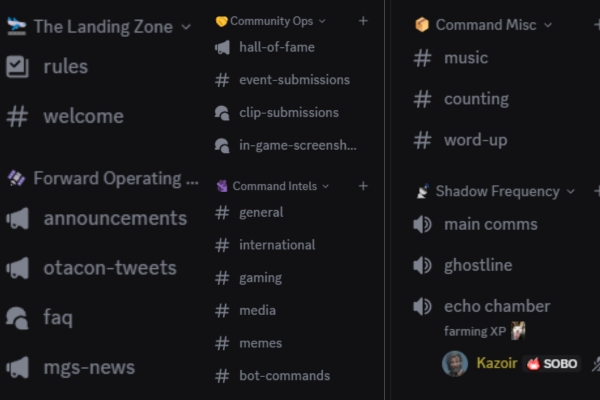 The Landing Zone
rules
welcome
Forward Operating ...
announcements
otacon-tweets
faq
mgs-news
Community Ops
hall-of-fame
event-submissions
clip-submissions
in-game-screensh...
Command Intels
general
international
gaming
media
memes
bot-commands
Command Misc
music
counting
word-up
Shadow Frequency
main comms
ghostline
echo chamber
farming XP
Kazoir SOBO